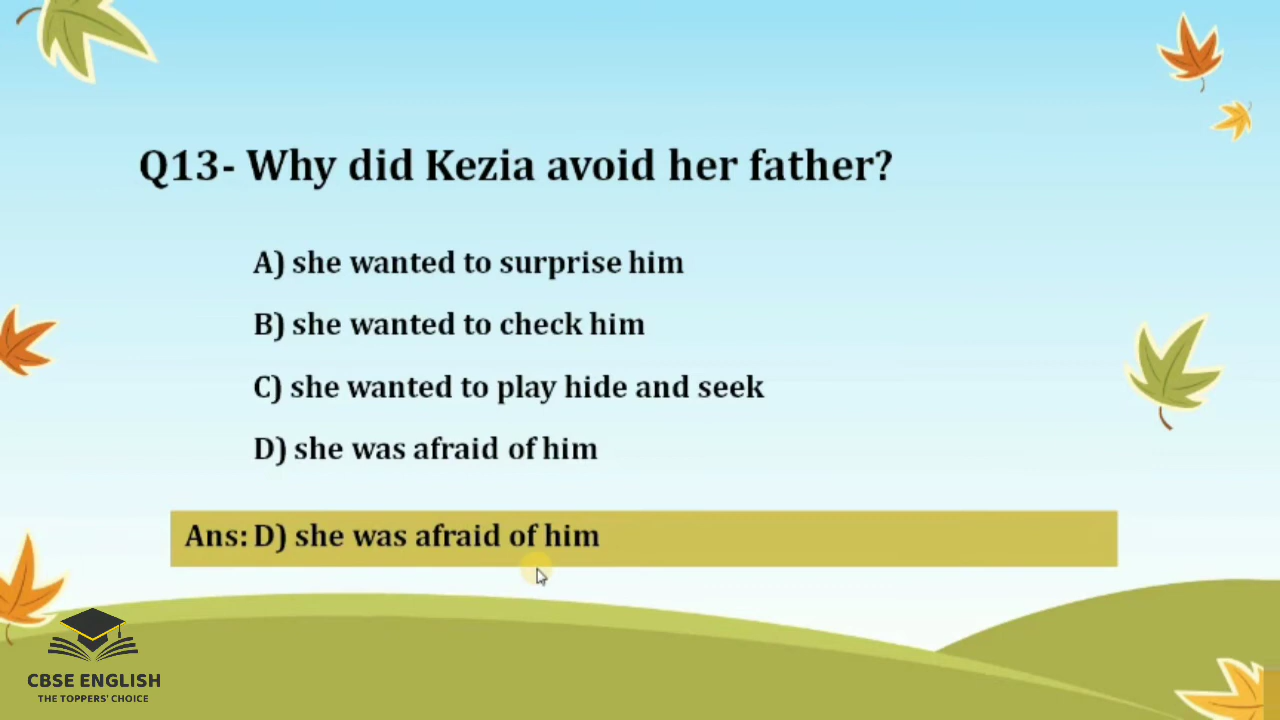 Q13- Why did Kezia avoid her father?
A) she wanted to surprise him
B) she wanted to check him
C) she wanted to play hide and seek
D) she was afraid of him
Ans: D) she was afraid of him
CBSE ENGLISH
THE TOPPERS' CHOICE